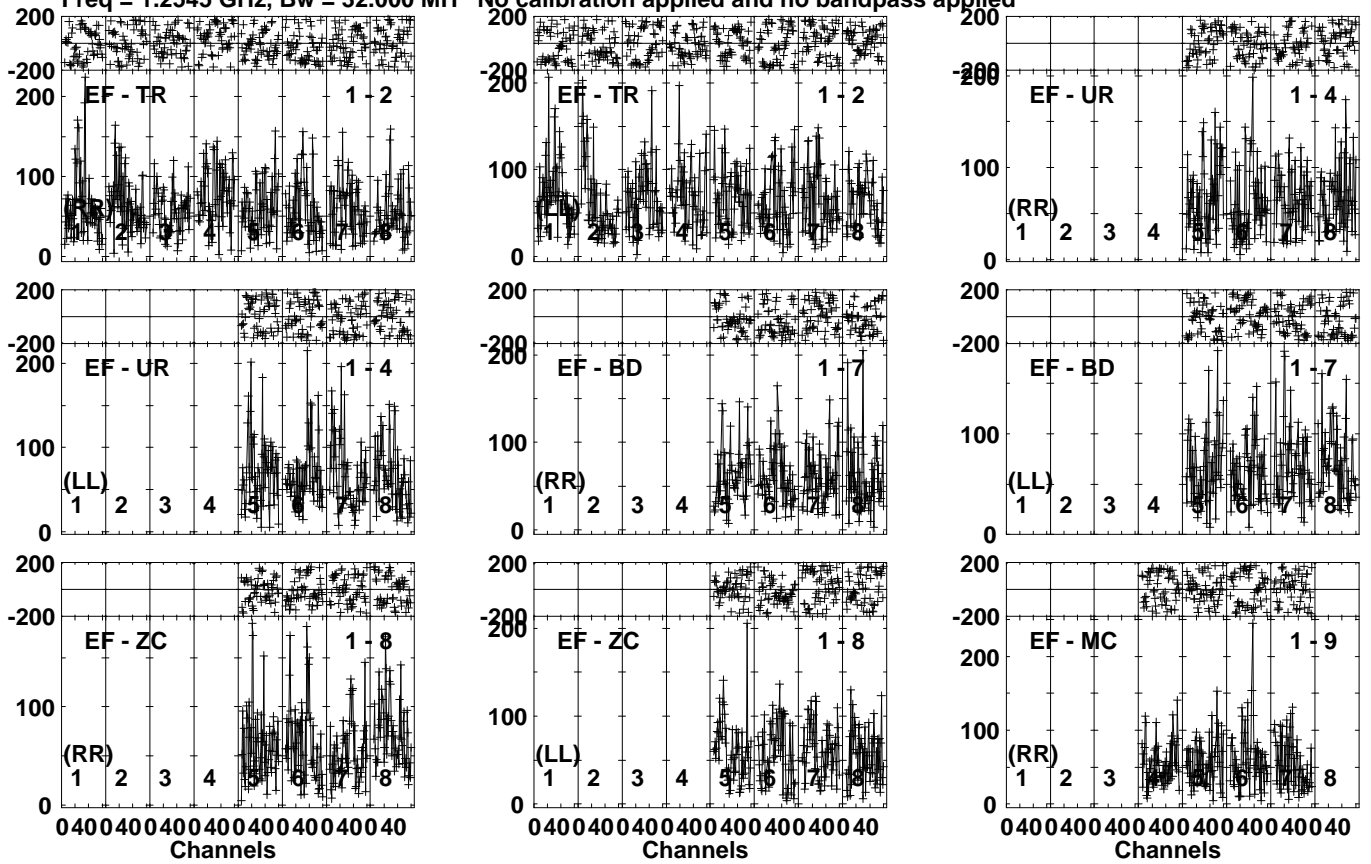 Freq = GHz, Bw = 32.000 MH No calibration applied and no bandpass applied
200 200 200
-200 -200 -200
200 EF - TR 1 - 2 200 EF - TR 1 - 2 200 EF - UR 1 - 4
100 100 100
(RR) (LL) (RR)
1 2 3 4 5 6 7 8 1 2 3 4 5 6 7 8 1 2 3 4 5 6 7 8
0 0 0
200 200 200
-200 -200 -200
200 EF - UR 1 - 4 200 EF - BD 1 - 7 EF - BD 1 - 7
100 100 100
(LL) (RR) (LL)
1 2 3 4 5 6 7 8 1 2 3 4 5 6 7 8 1 2 3 4 5 6 7 8
0 0 0
200 200 200
-200 -200 -200
EF - ZC 1 - 8 200 EF - ZC 1 - 8 200 EF - MC 1 - 9
100 100 100
(RR) (LL) (RR)
1 2 3 4 5 6 7 8 1 2 3 4 5 6 7 8 1 2 3 4 5 6 7 8
0 0 0
0 40 0 40 0 40 0 40 0 40 0 40 0 40 0 40 0 40 0 40 0 40 0 40 0 40 0 40 0 40 0 40 0 40 0 40 0 40 0 40 0 40 0 40 0 40 0 40
Channels Channels Channels